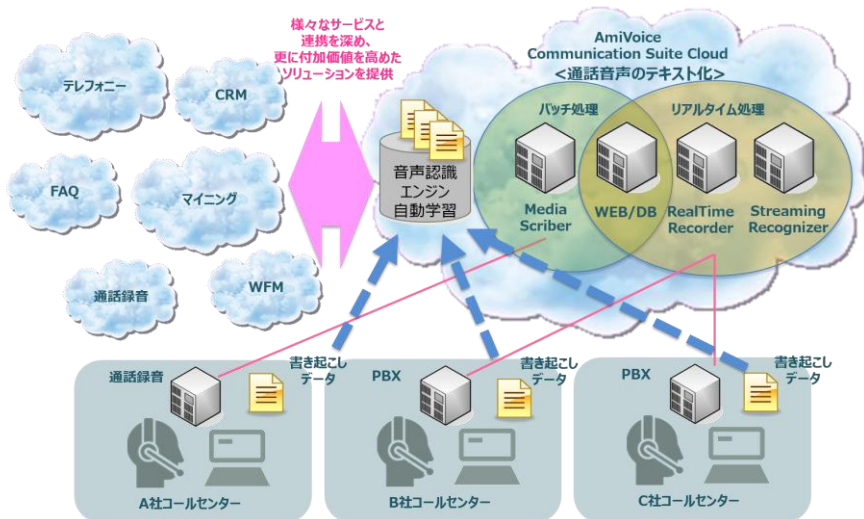 様々なサービスと
連携を深め、
更に付加価値を高めた
ソリューションを提供
AmiVoice
Communication Suite Cloud
<通話音声のテキスト化>
テレフォニー
CRM
FAQ
マイニング
通話録音
WFM
バッチ処理
リアルタイム処理
音声認識
エンジン
自動学習
Media
Scriber
WEB/DB
RealTime
Recorder
Streaming
Recognizer
通話録音
書き起こし
データ
A社コールセンター
PBX
書き起こし
データ
B社コールセンター
PBX
書き起こし
データ
C社コールセンター